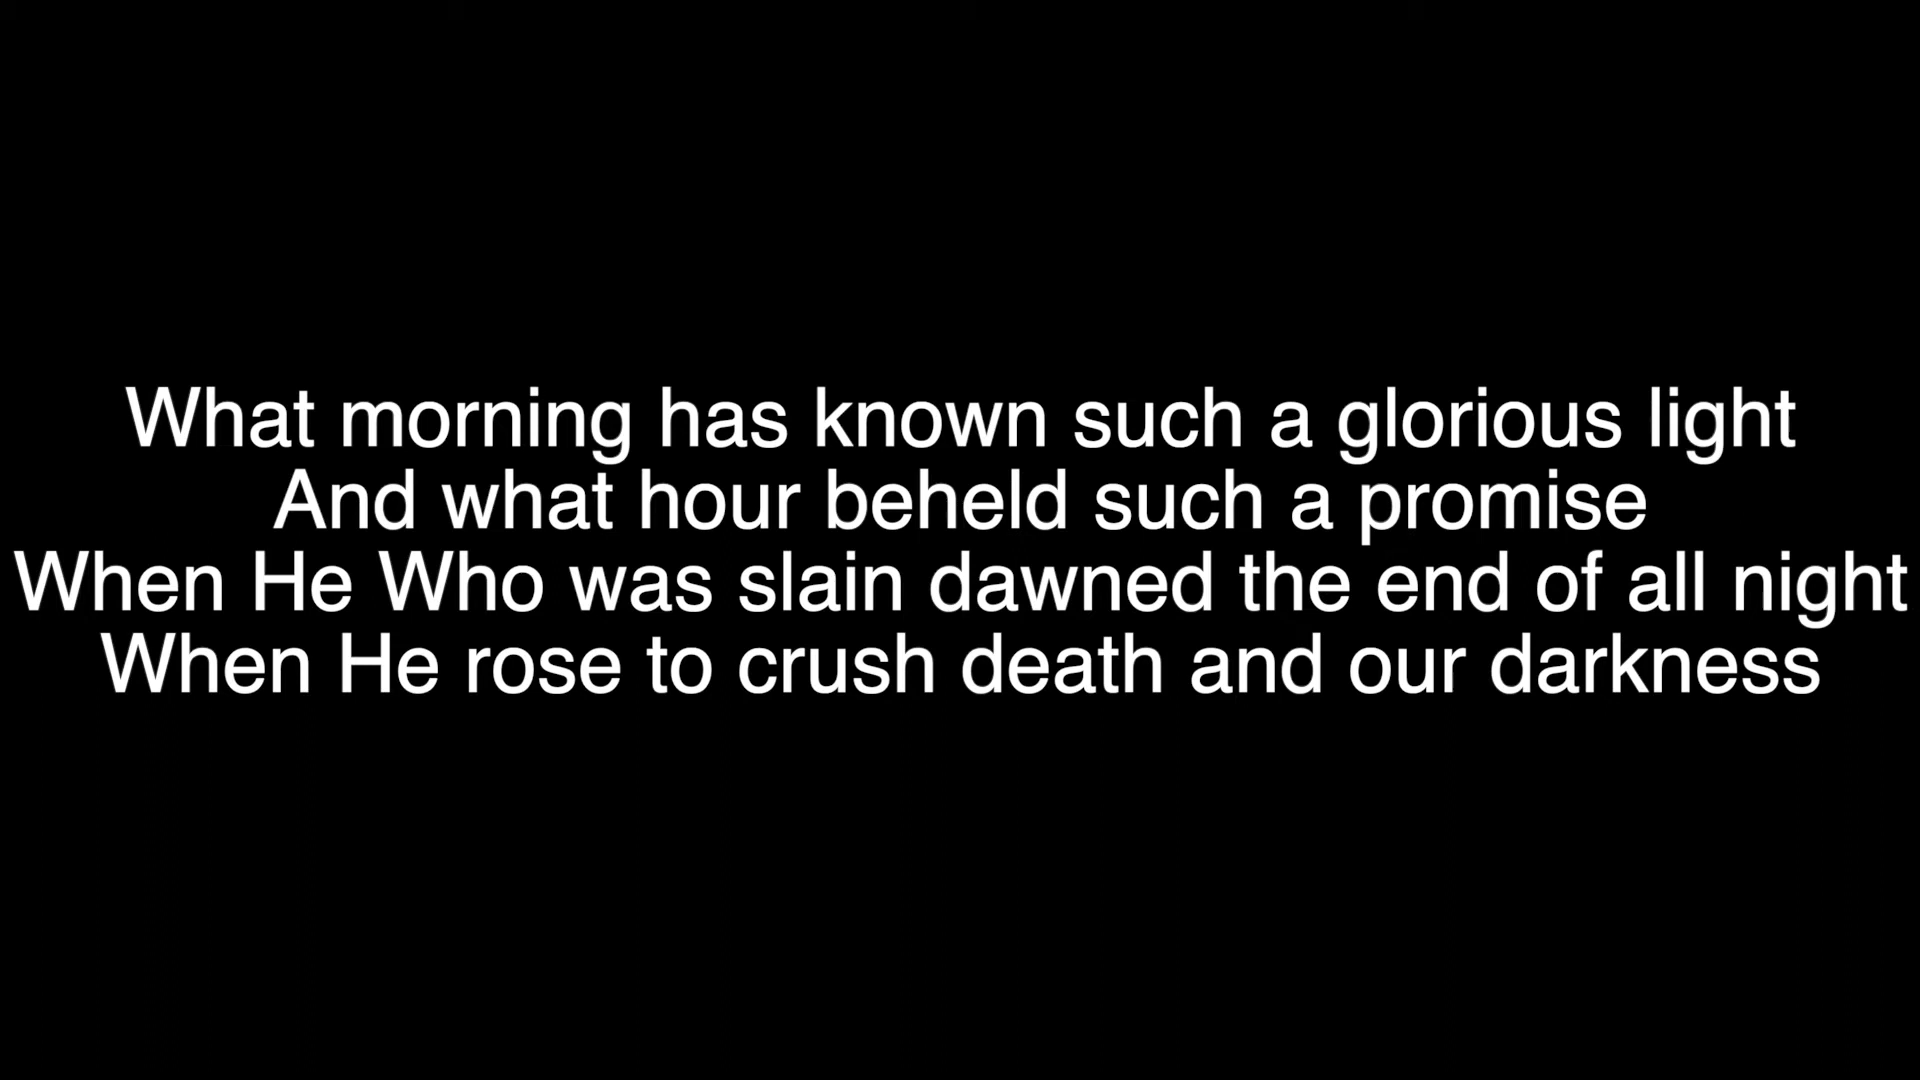 What morning has known such a glorious light
And what hour beheld such a promise
When He Who was slain dawned the end of all night
When He rose to crush death and our darkness